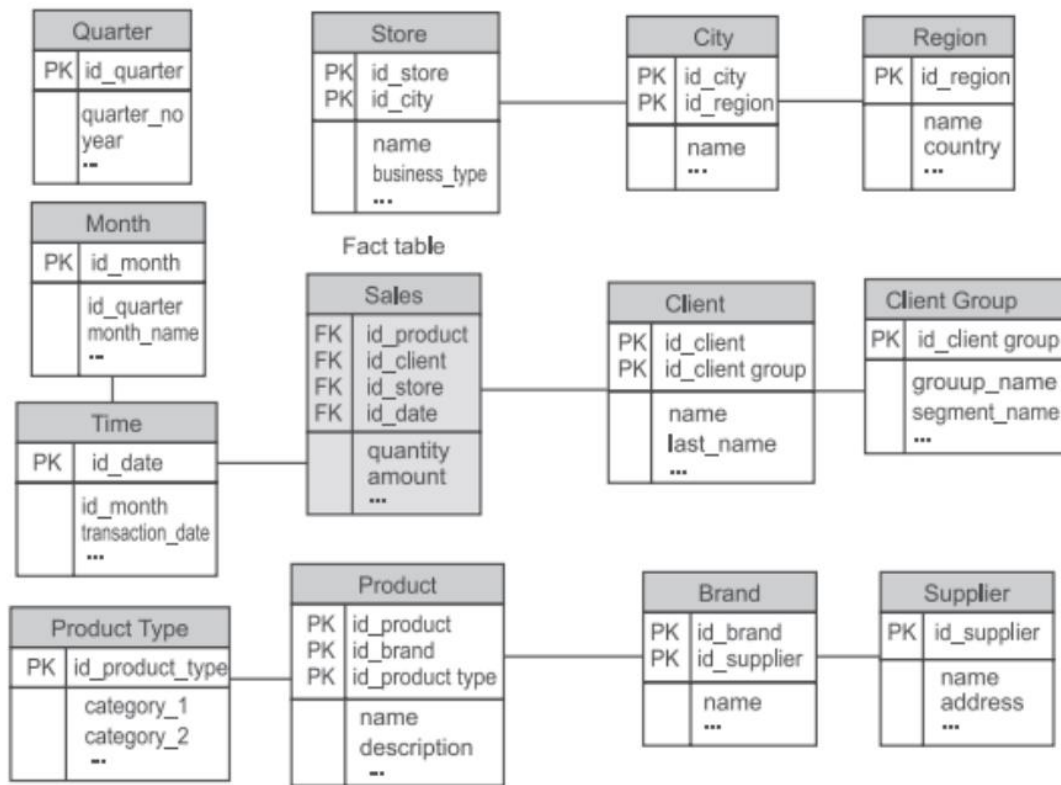 Quarter
PK id_quarter
quarter_no
year
...
Store
PK id_store
PK id_city
name
business_type
...
City
PK id_city
PK id_region
name
...
Region
PK id_region
name
country
...
Month
PK id_month
id_quarter
month_name
...
Fact table
Sales
FK id_product
FK id_client
FK id_store
FK id_date
quantity
amount
...
Client
PK id_client
PK id_client group
name
last_name
...
Client Group
PK id_client group
grouup_name
segment_name
...
Time
PK id_date
id_month
transaction_date
...
Product Type
PK id_product_type
category_1
category_2
...
Product
PK id_product
PK id_brand
PK id_product type
name
description
...
Brand
PK id_brand
PK id_supplier
name
...
Supplier
PK id_supplier
name
address
...